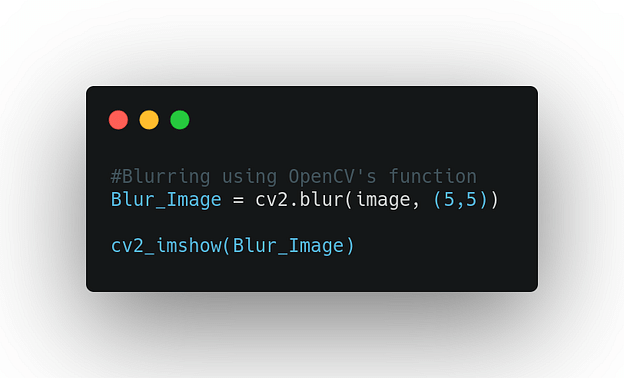 #Blurring using OpenCV's function
Blur_Image = cv2.blur(image, (5,5))
cv2_imshow(Blur_Image)